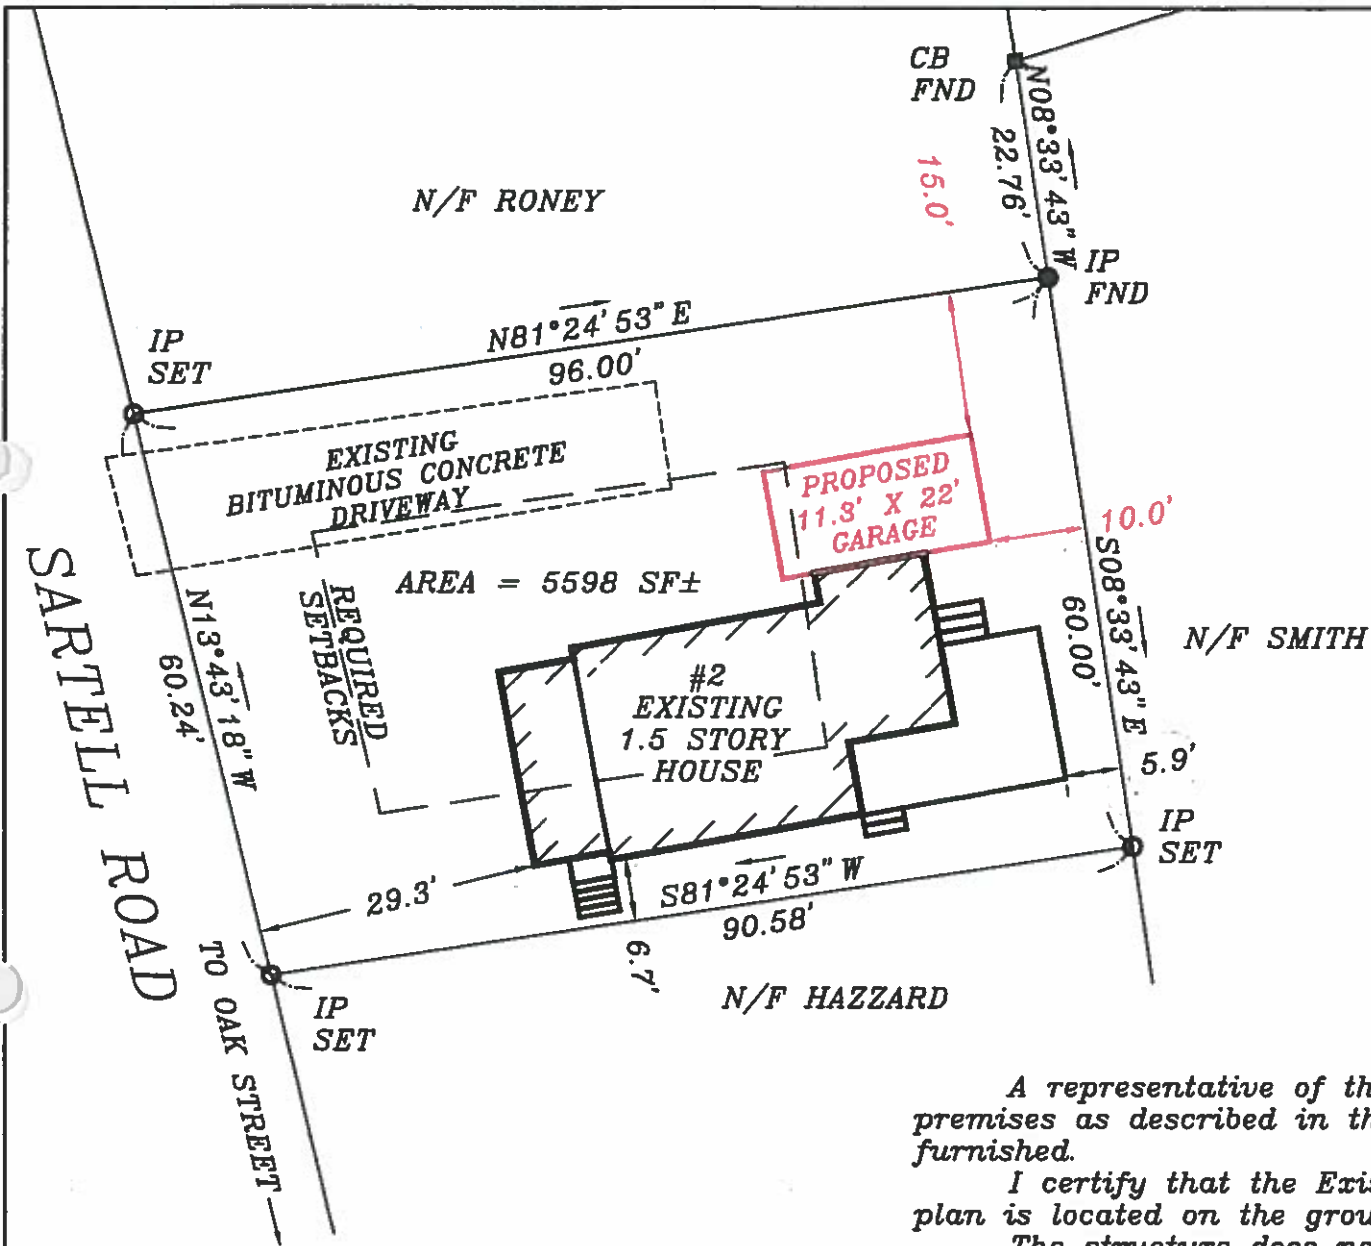 CB
FND
N08°33'43"W
22.76'
15.0'
N/F RONEY
IP
FND
IP
SET
N81°24'53"E
96.00'
EXISTING
BITUMINOUS CONCRETE
DRIVEWAY
PROPOSED
11.3' X 22'
GARAGE
10.0'
SARTELL ROAD
N13°43'18"W
60.24'
REQUIRED
SETBACKS
AREA = 5598 SF±
S08°33'43"E
60.00'
N/F SMITH
#2
EXISTING
1.5 STORY
HOUSE
5.9'
IP
SET
29.3'
S81°24'53"W
90.58'
6.7'
N/F HAZZARD
IP
SET
TO OAK STREET
A representative of th
premises as described in th
furnished.
I certify that the Exis
plan is located on the grou
The structure does